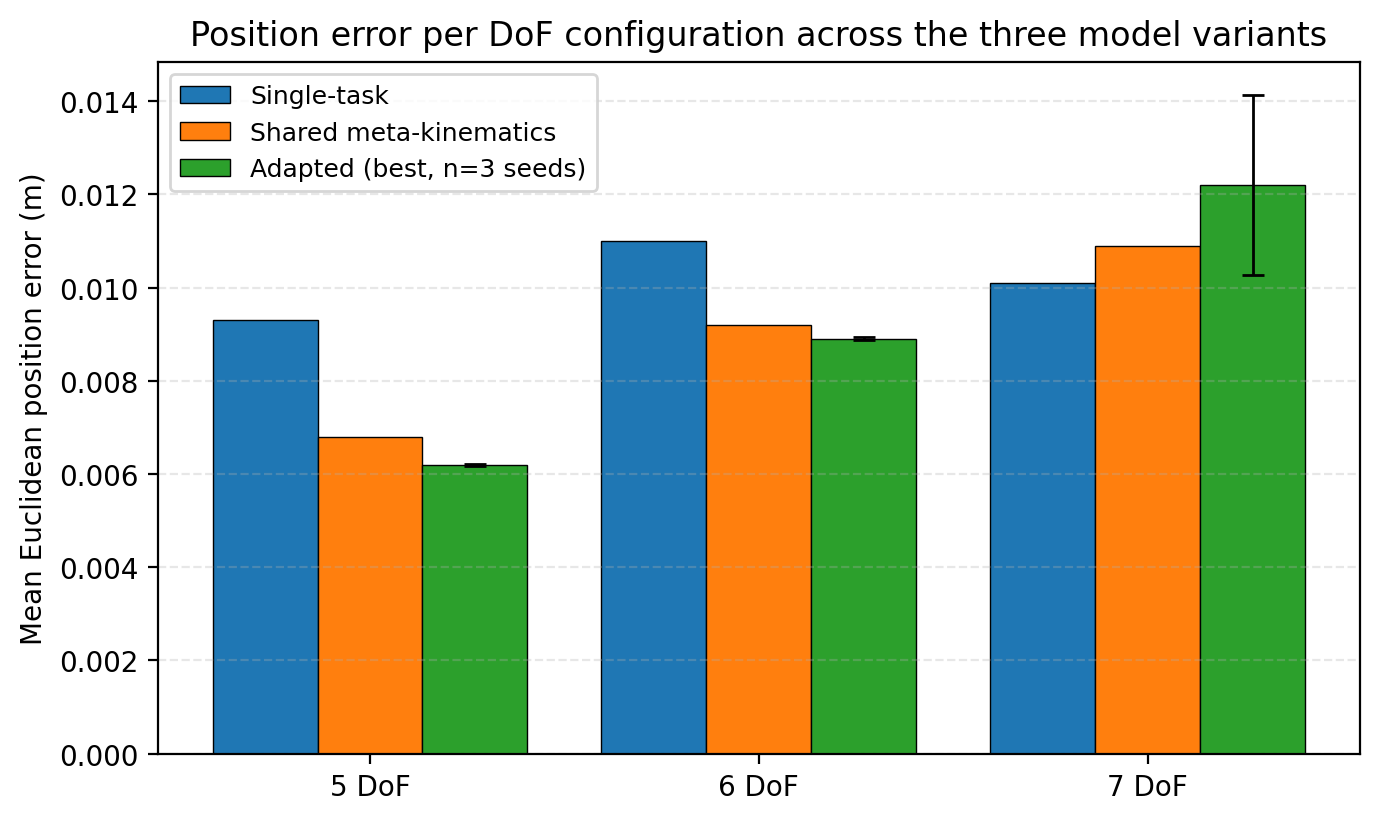 Position error per DoF configuration across the three model variants
Single-task
Shared meta-kinematics
Adapted (best, n=3 seeds)
Mean Euclidean position error (m)
0.014
0.012
0.010
0.008
0.006
0.004
0.002
0.000
5 DoF
6 DoF
7 DoF